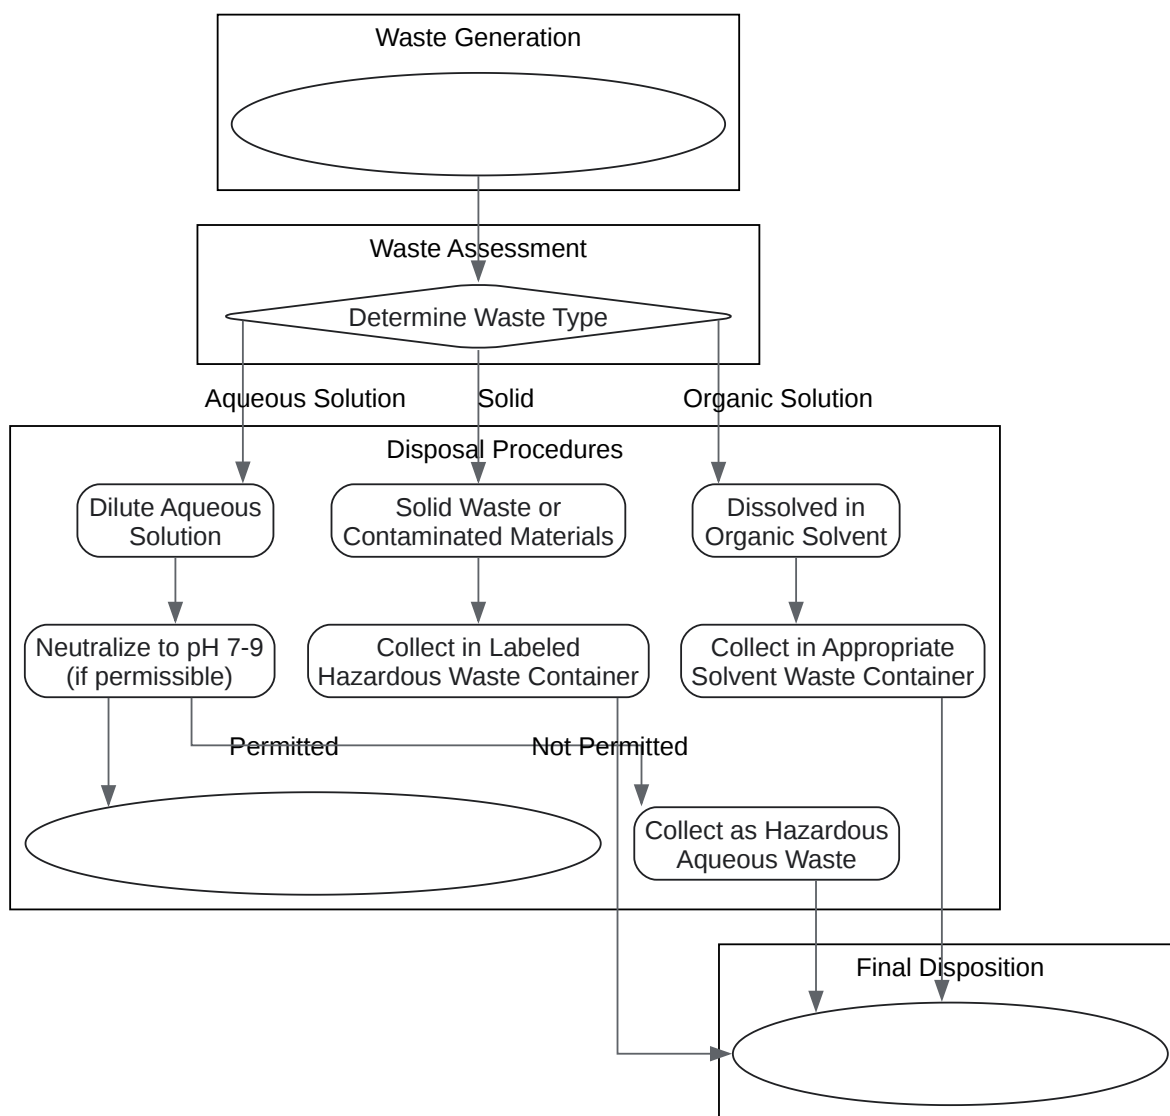 Waste Generation
Waste Assessment
Determine Waste Type
Aqueous Solution
Solid
Organic Solution
Disposal Procedures
Dilute Aqueous
Solution
Solid Waste or
Contaminated Materials
Dissolved in
Organic Solvent
Neutralize to pH 7-9
(if permissible)
Collect in Labeled
Hazardous Waste Container
Collect in Appropriate
Solvent Waste Container
Permitted
Not Permitted
Collect as Hazardous
Aqueous Waste
Final Disposition